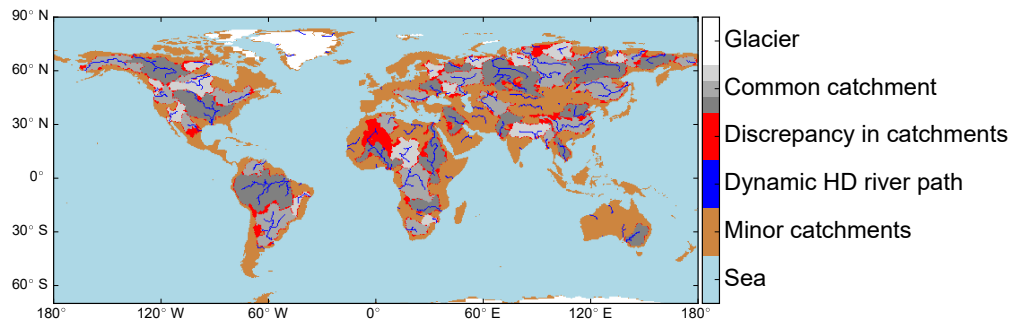 90° N
60° N
30° N
0°
30° S
60° S
180° 120° W 60° W 0° 60° E 120° E 180°
Glacier
Common catchment
Discrepancy in catchments
Dynamic HD river path
Minor catchments
Sea